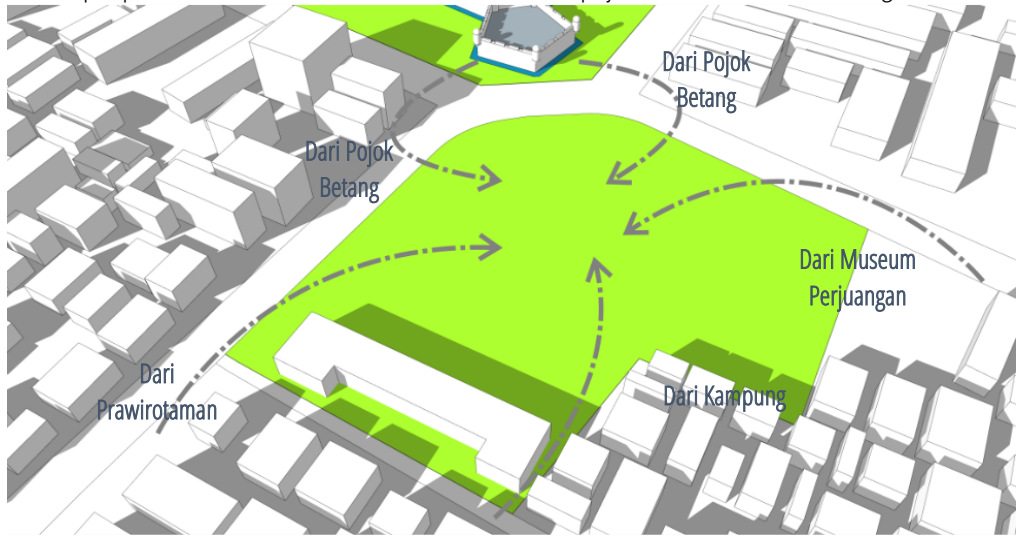 Dari Pojok
Betang
Dari Pojok
Betang
Dari Museum
Perjuangan
Dari
Prawirotaman
Dari Kampung